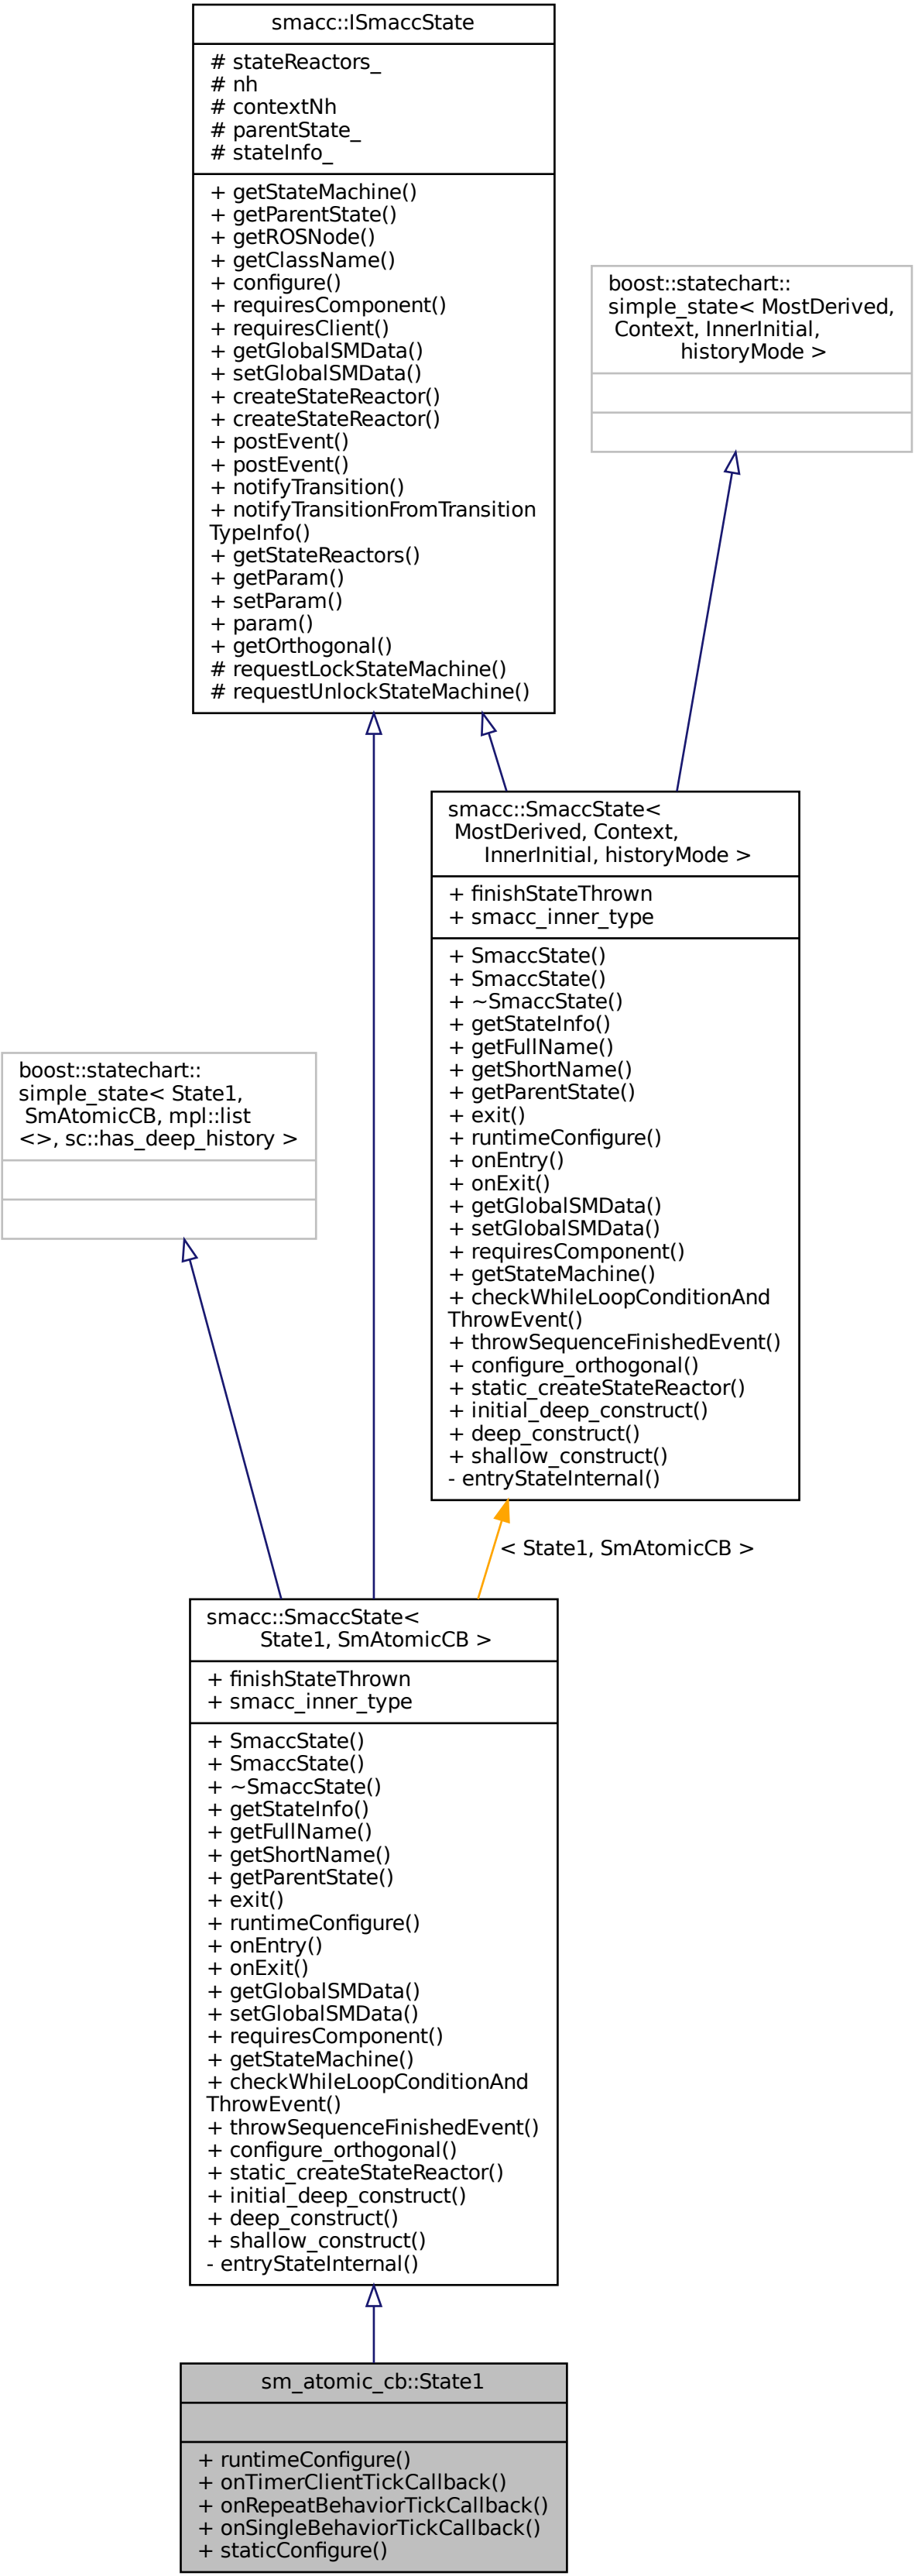 smacc::ISmaccState
# stateReactors_
# nh
# contextNh
# parentState_
# stateInfo_
+ getStateMachine()
+ getParentState()
+ getROSNode()
+ getClassName()
+ configure()
+ requiresComponent()
+ requiresClient()
+ getGlobalSMData()
+ setGlobalSMData()
+ createStateReactor()
+ createStateReactor()
+ postEvent()
+ postEvent()
+ notifyTransition()
+ notifyTransitionFromTransition
TypeInfo()
+ getStateReactors()
+ getParam()
+ setParam()
+ param()
+ getOrthogonal()
# requestLockStateMachine()
# requestUnlockStateMachine()
boost::statechart::
simple_state< MostDerived,
Context, InnerInitial,
historyMode >
smacc::SmaccState<
MostDerived, Context,
InnerInitial, historyMode >
+ finishStateThrown
+ smacc_inner_type
+ SmaccState()
+ SmaccState()
+ ~SmaccState()
+ getStateInfo()
+ getFullName()
+ getShortName()
+ getParentState()
+ exit()
+ runtimeConfigure()
+ onEntry()
+ onExit()
+ getGlobalSMData()
+ setGlobalSMData()
+ requiresComponent()
+ getStateMachine()
+ checkWhileLoopConditionAnd
ThrowEvent()
+ throwSequenceFinishedEvent()
+ configure_orthogonal()
+ static_createStateReactor()
+ initial_deep_construct()
+ deep_construct()
+ shallow_construct()
- entryStateInternal()
boost::statechart::
simple_state< State1,
SmAtomicCB, mpl::list
<>, sc::has_deep_history >
< State1, SmAtomicCB >
smacc::SmaccState<
State1, SmAtomicCB >
+ finishStateThrown
+ smacc_inner_type
+ SmaccState()
+ SmaccState()
+ ~SmaccState()
+ getStateInfo()
+ getFullName()
+ getShortName()
+ getParentState()
+ exit()
+ runtimeConfigure()
+ onEntry()
+ onExit()
+ getGlobalSMData()
+ setGlobalSMData()
+ requiresComponent()
+ getStateMachine()
+ checkWhileLoopConditionAnd
ThrowEvent()
+ throwSequenceFinishedEvent()
+ configure_orthogonal()
+ static_createStateReactor()
+ initial_deep_construct()
+ deep_construct()
+ shallow_construct()
- entryStateInternal()
sm_atomic_cb::State1
+ runtimeConfigure()
+ onTimerClientTickCallback()
+ onRepeatBehaviorTickCallback()
+ onSingleBehaviorTickCallback()
+ staticConfigure()